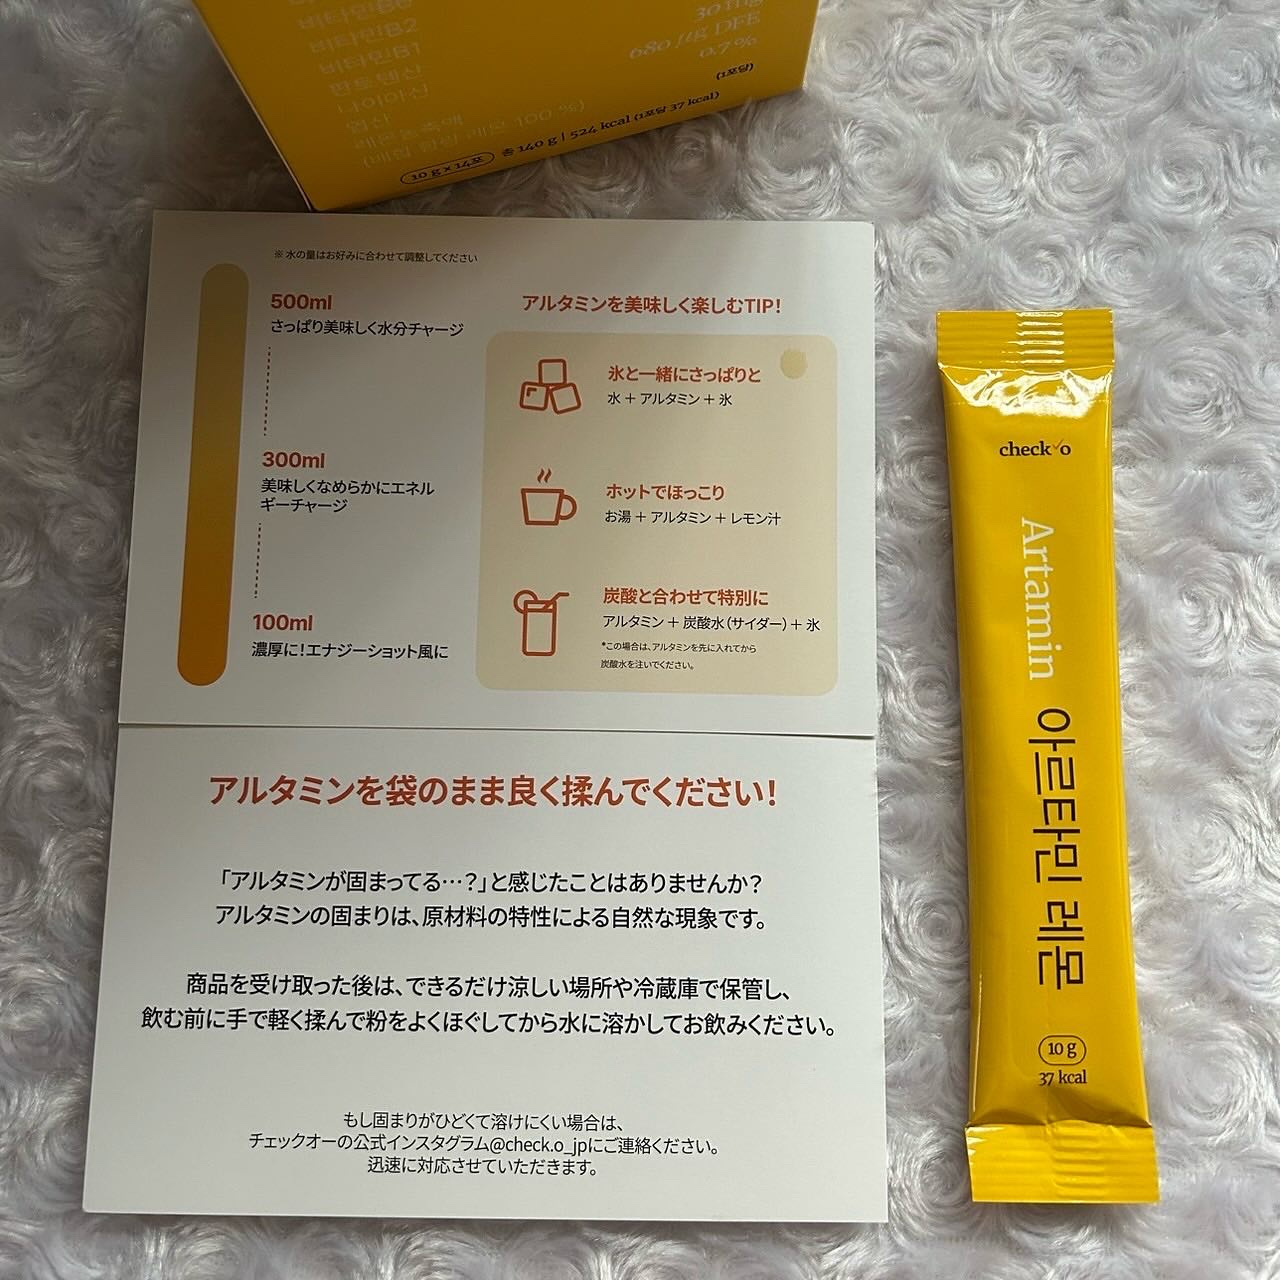 비타민B2
비타민B1
판토텐산
나이아신
엽산
레몬농축액
30 mg
680 µg DFE
0.7%
(1포당)
10 g x 14포 총 140 g | 524 kcal (1포당 37 kcal)
※ 水の量はお好みに合わせて調整してください
500ml
さっぱり美味しく水分チャージ
300ml
美味しくなめらかにエネル
ギーチャージ
100ml
濃厚に!エナジーショット風に
アルタミンを美味しく楽しむTIP!
氷と一緒にさっぱりと
水 + アルタミン + 氷
ホットでほっこり
お湯 + アルタミン + レモン汁
炭酸と合わせて特別に
アルタミン + 炭酸水(サイダー) + 氷
*この場合は、アルタミンを先に入れてから
炭酸水を注いでください。
アルタミンを袋のまま良く揉んでください!
「アルタミンが固まってる…?」と感じたことはありませんか?
アルタミンの固まりは、原材料の特性による自然な現象です。
商品を受け取った後は、できるだけ涼しい場所や冷蔵庫で保管し、
飲む前に手で軽く揉んで粉をよくほぐしてから水に溶かしてお飲みください。
もし固まりがひどくて溶けにくい場合は、
チェックオーの公式インスタグラム@check.o_jpにご連絡ください。
迅速に対応させていただきます。
check o
Artamin 아르타민 레몬
10 g
37 kcal